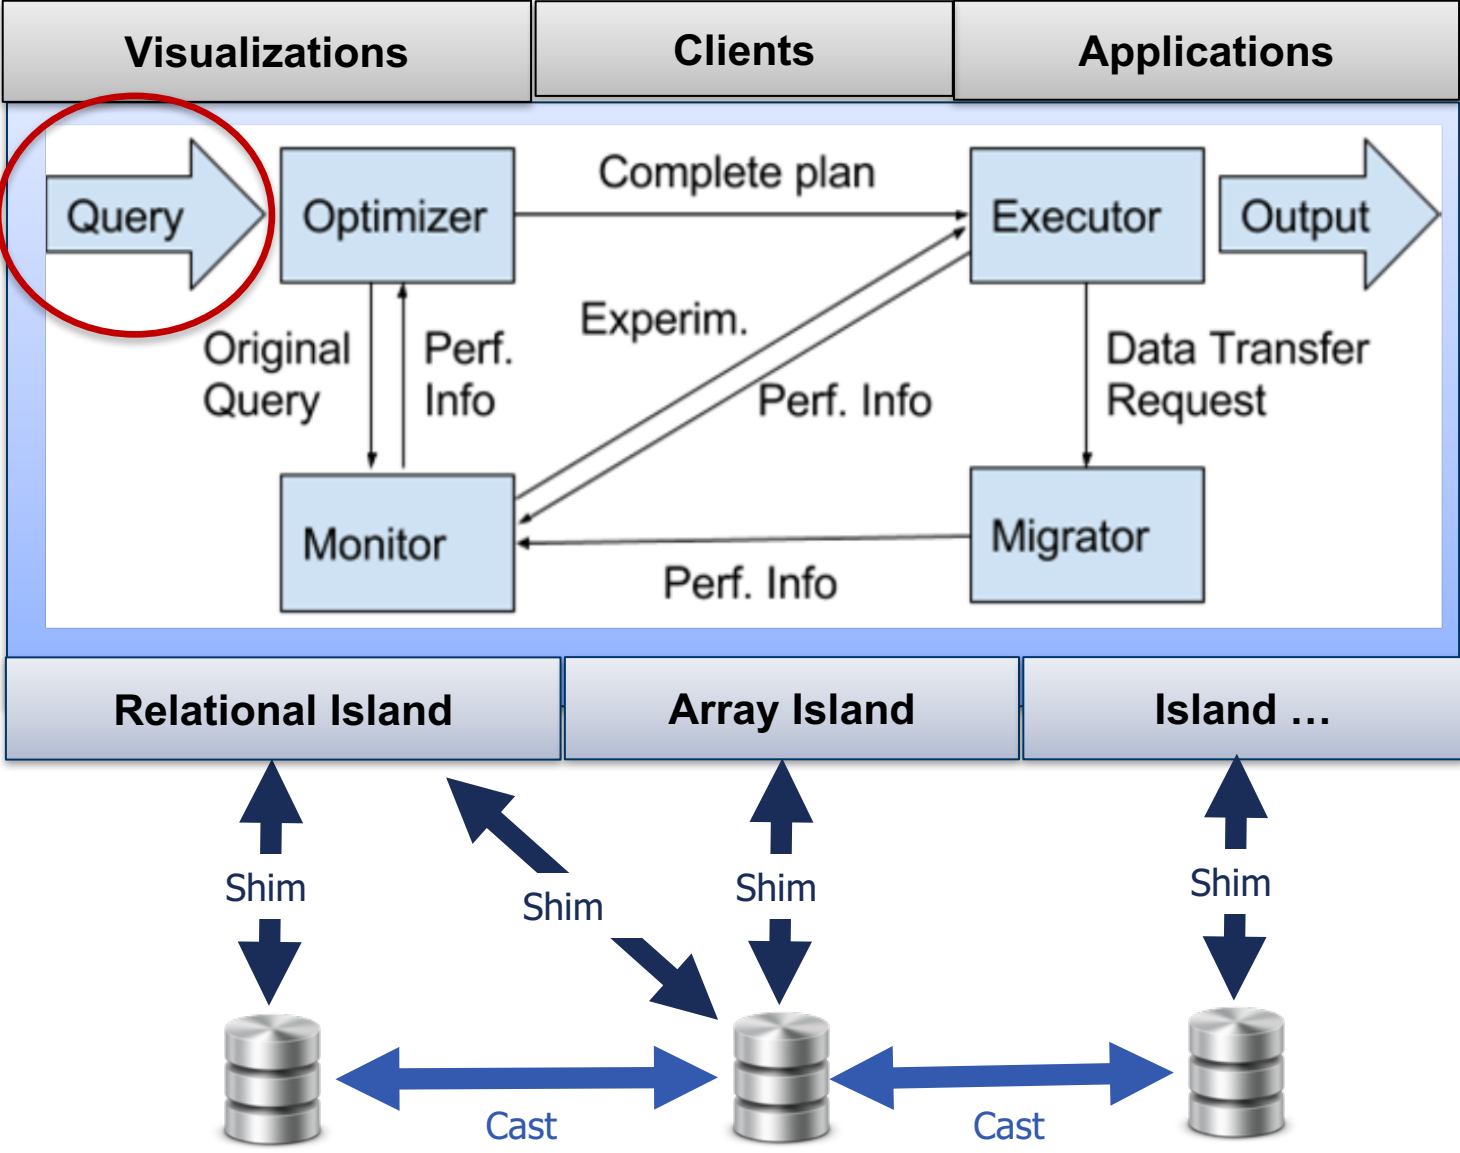 Visualizations
Clients
Applications
Query
Optimizer
Complete plan
Executor
Output
Original
Query
Perf.
Info
Experim.
Perf. Info
Data Transfer
Request
Monitor
Perf. Info
Migrator
Relational Island
Array Island
Island …
Shim
Shim
Shim
Shim
Cast
Cast